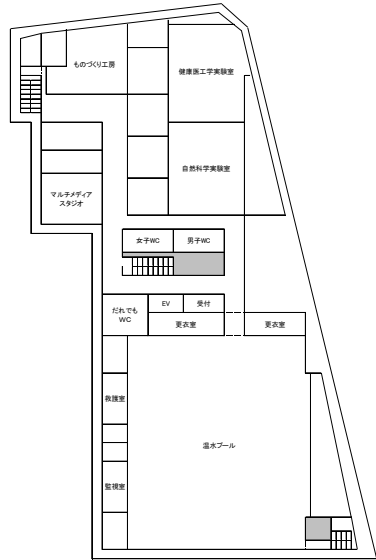 ものづくり工房
健康医工学実験室
自然科学実験室
マルチメディア
スタジオ
女子WC
男子WC
だれでも
WC
EV
受付
更衣室
更衣室
救護室
温水プール
監視室